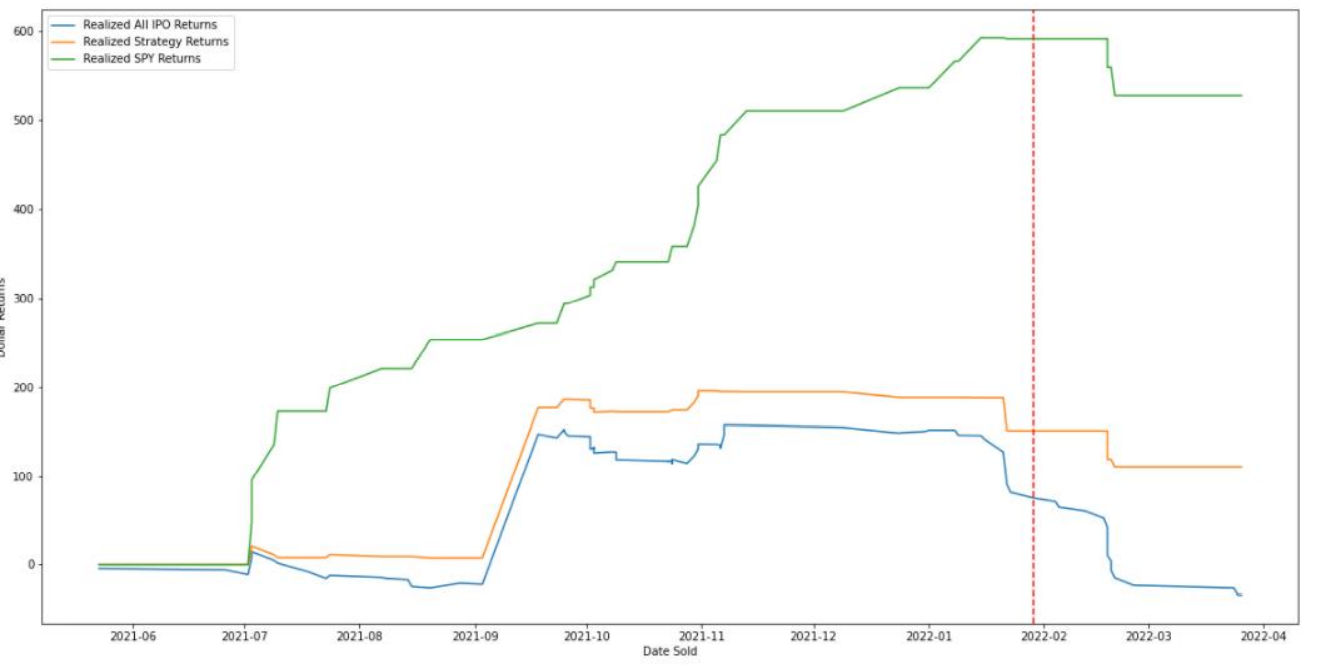 Realized All IPO Returns
Realized Strategy Returns
Realized SPY Returns
600
500
400
300
200
100
0
Returns
2021-06 2021-07 2021-08 2021-09 2021-10 2021-11 2021-12 2022-01 2022-02 2022-03 2022-04
Date Sold